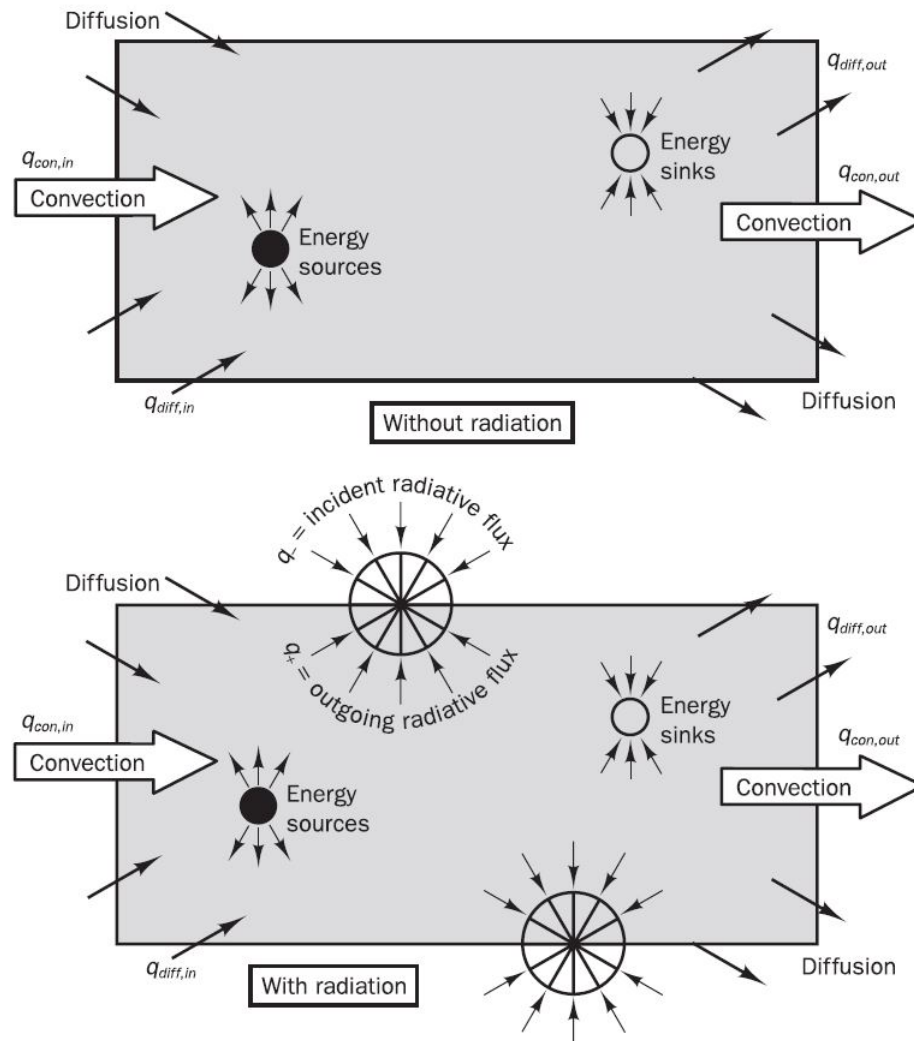 Diffusion
q_diff,out
q_con,in
Convection
Energy
sinks
q_con,out
Convection
Energy
sources
q_diff,in
Without radiation
Diffusion
q_– = incident radiative flux
Diffusion
q_diff,out
q_+ = outgoing radiative flux
q_con,in
Convection
Energy
sinks
q_con,out
Convection
Energy
sources
q_diff,in
With radiation
Diffusion